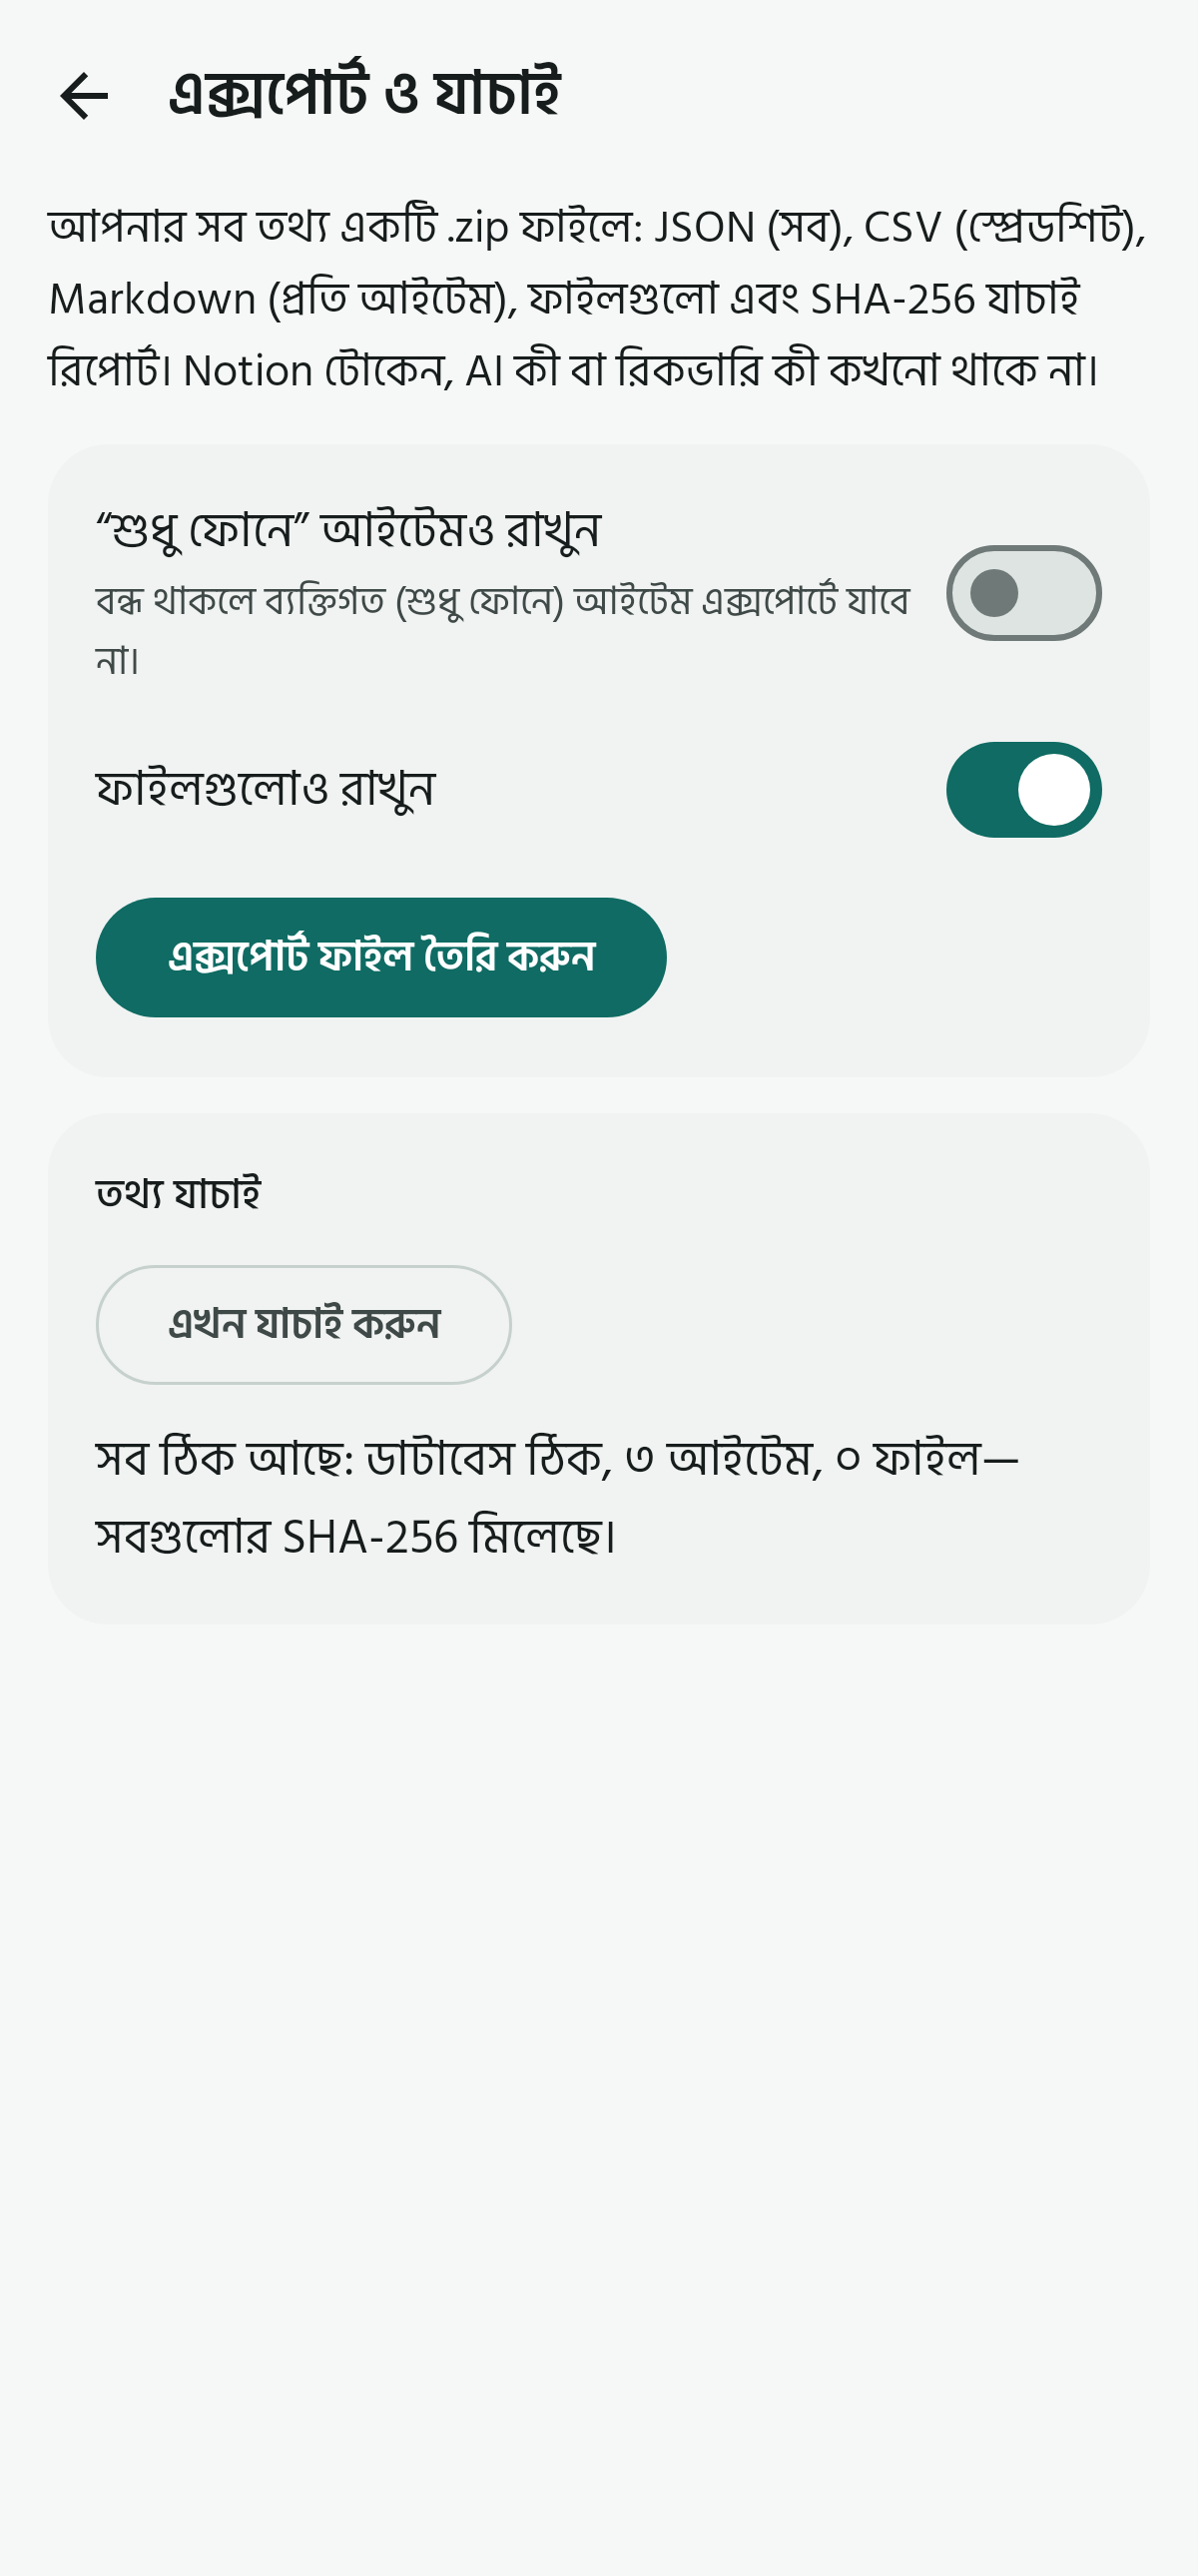 এক্সপোর্ট ও যাচাই
আপনার সব তথ্য একটি .zip ফাইলে: JSON (সব), CSV (স্প্রেডশিট),
Markdown (প্রতি আইটেম), ফাইলগুলো এবং SHA-256 যাচাই
রিপোর্ট। Notion টোকেন, AI কী বা রিকভারি কী কখনো থাকে না।
“শুধু ফোনে” আইটেমও রাখুন
বন্ধ থাকলে ব্যক্তিগত (শুধু ফোনে) আইটেম এক্সপোর্টে যাবে
না।
ফাইলগুলোও রাখুন
এক্সপোর্ট ফাইল তৈরি করুন
তথ্য যাচাই
এখন যাচাই করুন
সব ঠিক আছে: ডাটাবেস ঠিক, ৩ আইটেম, ০ ফাইল—
সবগুলোর SHA-256 মিলেছে।